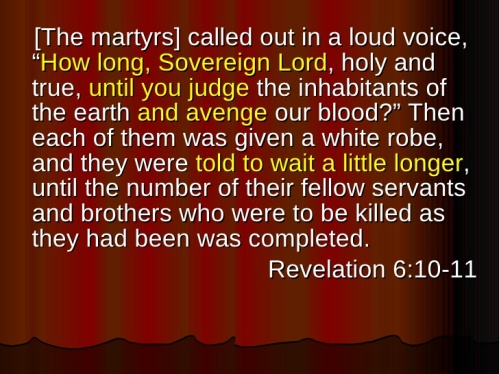 [The martyrs] called out in a loud voice,
“How long, Sovereign Lord, holy and
true, until you judge the inhabitants of
the earth and avenge our blood?” Then
each of them was given a white robe,
and they were told to wait a little longer,
until the number of their fellow servants
and brothers who were to be killed as
they had been was completed.
Revelation 6:10-11